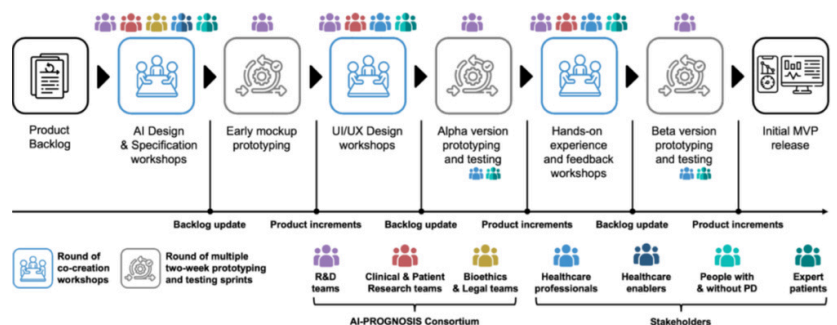 Product
Backlog
AI Design
& Specification
workshops
Early mockup
prototyping
UI/UX Design
workshops
Alpha version
prototyping
and testing
Hands-on
experience
and feedback
workshops
Beta version
prototyping
and testing
Initial MVP
release
Backlog update
Product increments
Backlog update
Product increments
Backlog update
Product increments
Round of
co-creation
workshops
Round of multiple
two-week prototyping
and testing sprints
R&D
teams
Clinical & Patient
Research teams
Bioethics
& Legal teams
Healthcare
professionals
Healthcare
enablers
People with
& without PD
Expert
patients
AI-PROGNOSIS Consortium
Stakeholders